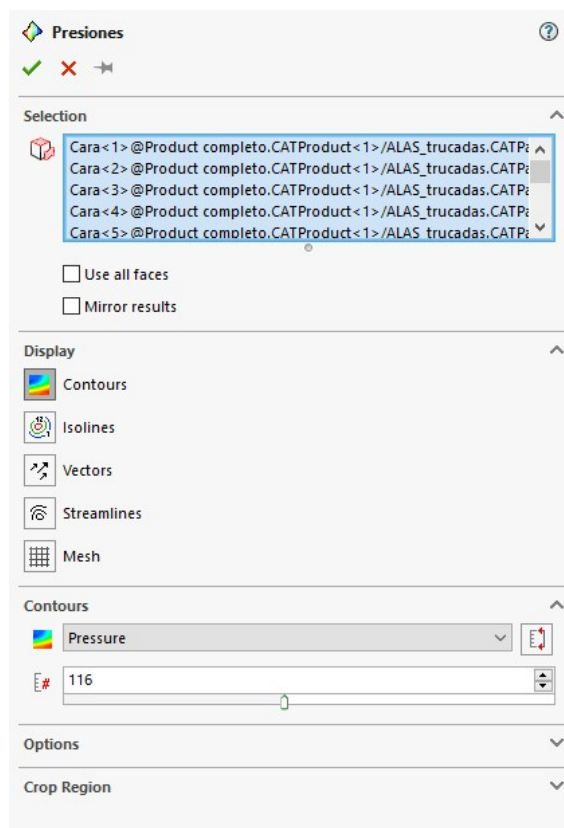 Presiones
Selection
Cara<1>@Product completo.CATProduct<1>/ALAS_trucadas.CATPa
Cara<2>@Product completo.CATProduct<1>/ALAS_trucadas.CATPa
Cara<3>@Product completo.CATProduct<1>/ALAS_trucadas.CATPa
Cara<4>@Product completo.CATProduct<1>/ALAS_trucadas.CATPa
Cara<5>@Product completo.CATProduct<1>/ALAS_trucadas.CATPa
Use all faces
Mirror results
Display
Contours
Isolines
Vectors
Streamlines
Mesh
Contours
Pressure
116
Options
Crop Region